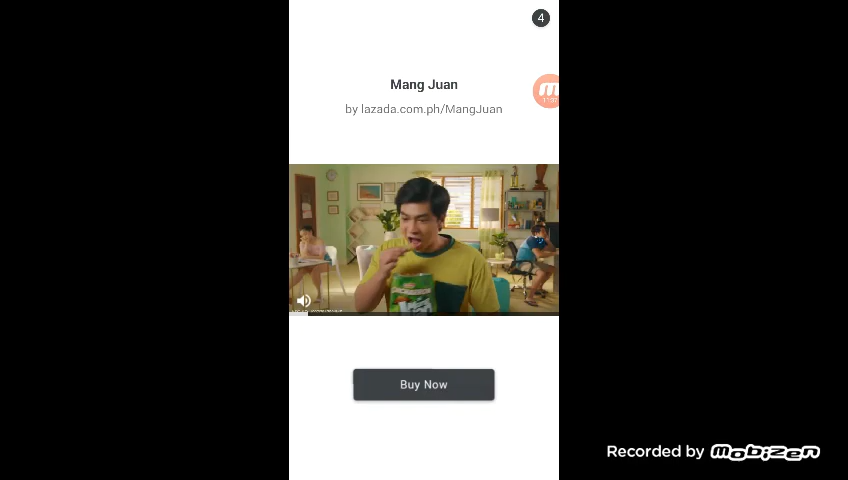 4
Mang Juan
by lazada.com.ph/MangJuan
Buy Now
Recorded by mobizen